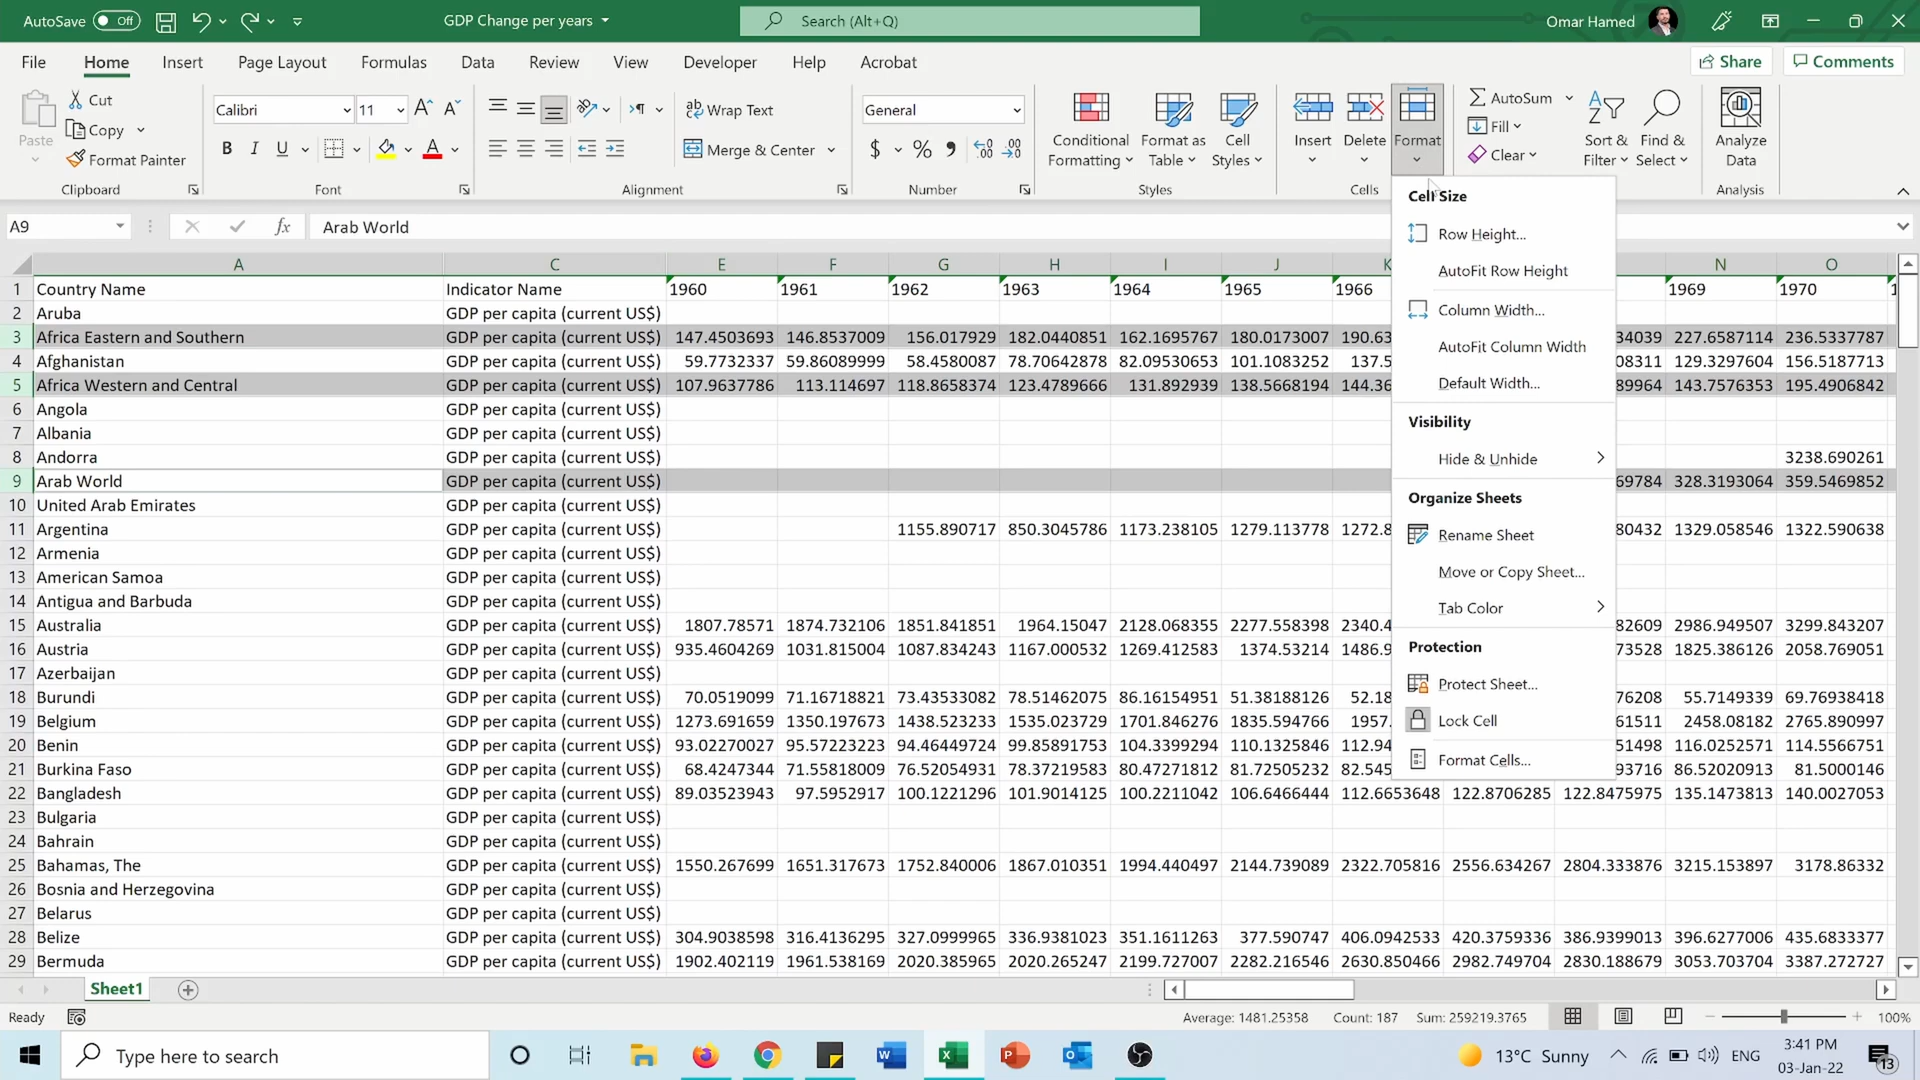 AutoSave Off GDP Change per years Search (Alt+Q) Omar Hamed
File Home Insert Page Layout Formulas Data Review View Developer Help Acrobat Share Comments
Paste Cut Copy Format Painter
Clipboard
Calibri 11
B I U
Font
Wrap Text
Merge & Center
Alignment
General
$ %
Number
Conditional Formatting Format as Table Cell Styles
Styles
Insert Delete Format
Cells
AutoSum Fill Clear
Sort & Filter Find & Select
Analyze Data
Analysis
A9 fx Arab World
Cell Size
Row Height...
AutoFit Row Height
Column Width...
AutoFit Column Width
Default Width...
Visibility
Hide & Unhide
Organize Sheets
Rename Sheet
Move or Copy Sheet...
Tab Color
Protection
Protect Sheet...
Lock Cell
Format Cells...
A C E F G H I J K N O
1 Country Name Indicator Name 1960 1961 1962 1963 1964 1965 1966 1969 1970
2 Aruba GDP per capita (current US$)
3 Africa Eastern and Southern GDP per capita (current US$) 147.4503693 146.8537009 156.017929 182.0440851 162.1695767 180.0173007 190.63 34039 227.6587114 236.5337787
4 Afghanistan GDP per capita (current US$) 59.7732337 59.86089999 58.4580087 78.70642878 82.09530653 101.1083252 137.5 08311 129.3297604 156.5187713
5 Africa Western and Central GDP per capita (current US$) 107.9637786 113.114697 118.8658374 123.4789666 131.892939 138.5668194 144.36 89964 143.7576353 195.4906842
6 Angola GDP per capita (current US$)
7 Albania GDP per capita (current US$)
8 Andorra GDP per capita (current US$) 3238.690261
9 Arab World GDP per capita (current US$) 69784 328.3193064 359.5469852
10 United Arab Emirates GDP per capita (current US$)
11 Argentina GDP per capita (current US$) 1155.890717 850.3045786 1173.238105 1279.113778 1272.8 80432 1329.058546 1322.590638
12 Armenia GDP per capita (current US$)
13 American Samoa GDP per capita (current US$)
14 Antigua and Barbuda GDP per capita (current US$)
15 Australia GDP per capita (current US$) 1807.78571 1874.732106 1851.841851 1964.15047 2128.068355 2277.558398 2340.4 82609 2986.949507 3299.843207
16 Austria GDP per capita (current US$) 935.4604269 1031.815004 1087.834243 1167.000532 1269.412583 1374.53214 1486.9 73528 1825.386126 2058.769051
17 Azerbaijan GDP per capita (current US$)
18 Burundi GDP per capita (current US$) 70.0519099 71.16718821 73.43533082 78.51462075 86.16154951 51.38188126 52.18 76208 55.7149339 69.76938418
19 Belgium GDP per capita (current US$) 1273.691659 1350.197673 1438.523233 1535.023729 1701.846276 1835.594766 1957. 61511 2458.08182 2765.890997
20 Benin GDP per capita (current US$) 93.02270027 95.57223223 94.46449724 99.85891753 104.3399294 110.1325846 112.94 51498 116.0252571 114.5566751
21 Burkina Faso GDP per capita (current US$) 68.4247344 71.55818009 76.52054931 78.37219583 80.47271812 81.72505232 82.545 93716 86.52020913 81.5000146
22 Bangladesh GDP per capita (current US$) 89.03523943 97.5952917 100.1221296 101.9014125 100.2211042 106.6466444 112.6653648 122.8706285 122.8475975 135.1473813 140.0027053
23 Bulgaria GDP per capita (current US$)
24 Bahrain GDP per capita (current US$)
25 Bahamas, The GDP per capita (current US$) 1550.267699 1651.317673 1752.840006 1867.010351 1994.440497 2144.739089 2322.705816 2556.634267 2804.333876 3215.153897 3178.86332
26 Bosnia and Herzegovina GDP per capita (current US$)
27 Belarus GDP per capita (current US$)
28 Belize GDP per capita (current US$) 304.9038598 316.4136295 327.0999965 336.9381023 351.1611263 377.590747 406.0942533 420.3759336 386.9399013 396.6277006 435.6833377
29 Bermuda GDP per capita (current US$) 1902.402119 1961.538169 2020.385965 2020.265247 2199.727007 2282.216546 2630.850466 2982.749704 2830.188679 3053.703704 3387.272727
Sheet1
Ready Average: 1481.25358 Count: 187 Sum: 259219.3765 100%
Type here to search 13°C Sunny ENG 3:41 PM
03-Jan-22 13